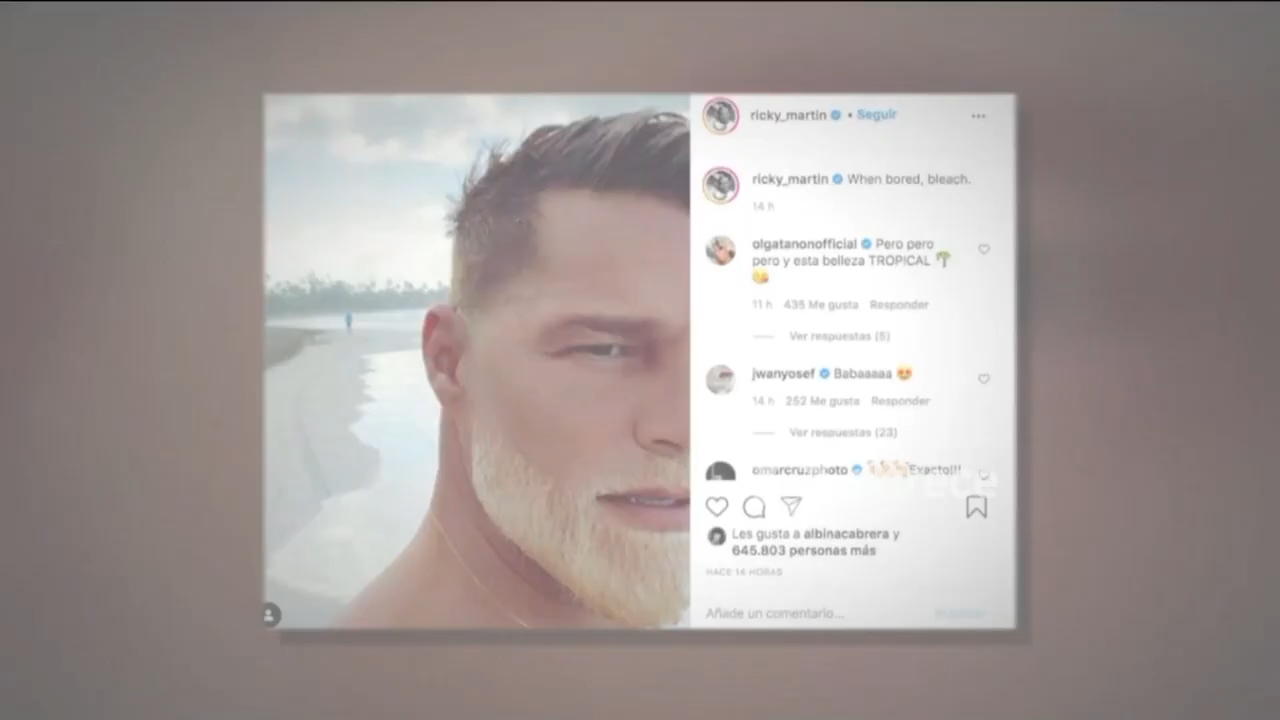 ricky_martin • Seguir
ricky_martin When bored, bleach.
14 h
olgatanonofficial Pero pero
pero y esta belleza TROPICAL 🌴
😘
11 h 435 Me gusta Responder
Ver respuestas (5)
jwanyosef Babaaaaa 😍
14 h 252 Me gusta Responder
Ver respuestas (23)
omarcruzphoto Exacto!!!
Les gusta a albinacabrera y
645.803 personas más
HACE 14 HORAS
Añade un comentario...